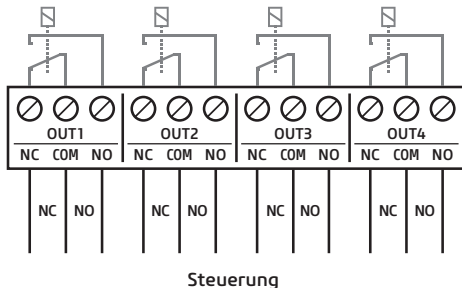 OUT1 OUT2 OUT3 OUT4
NC COM NO NC COM NO NC COM NO NC COM NO
NC NO NC NO NC NO NC NO
Steuerung